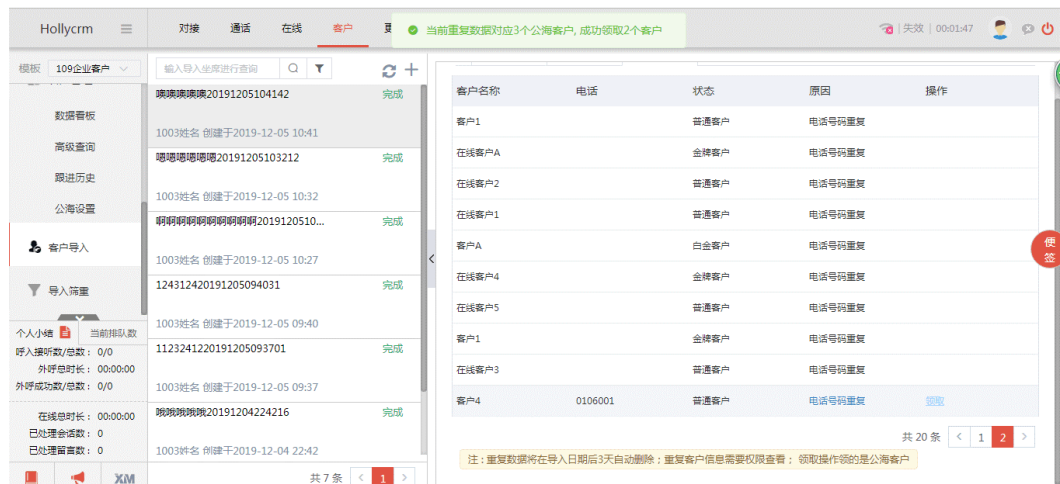 Hollycrm
对接 通话 在线 客户 更
当前重复数据对应3个公海客户, 成功领取2个客户
失效 00:01:47
模板 109企业客户
数据看板
高级查询
跟进历史
公海设置
客户导入
导入筛重
个人小结 当前排队数
呼入接听数/总数: 0/0
外呼总时长: 00:00:00
外呼成功数/总数: 0/0
在线总时长: 00:00:00
已处理会话数: 0
已处理留言数: 0
XM
输入导入坐席进行查询
噢噢噢噢噢20191205104142 完成
1003姓名 创建于2019-12-05 10:41
嗯嗯嗯嗯嗯嗯20191205103212 完成
1003姓名 创建于2019-12-05 10:32
啊啊啊啊啊啊啊啊啊啊2019120510... 完成
1003姓名 创建于2019-12-05 10:27
124312420191205094031 完成
1003姓名 创建于2019-12-05 09:40
1123241220191205093701 完成
1003姓名 创建于2019-12-05 09:37
哦哦哦哦哦20191204224216 完成
1003姓名 创建于2019-12-04 22:42
共 7 条 < 1 >
客户名称 电话 状态 原因 操作
客户1 普通客户 电话号码重复
在线客户A 金牌客户 电话号码重复
在线客户2 普通客户 电话号码重复
在线客户1 普通客户 电话号码重复
客户A 白金客户 电话号码重复
在线客户4 金牌客户 电话号码重复
在线客户5 普通客户 电话号码重复
客户1 金牌客户 电话号码重复
在线客户3 普通客户 电话号码重复
客户4 0106001 普通客户 电话号码重复 领取
共 20 条 < 1 2 >
注:重复数据将在导入日期后3天自动删除;重复客户信息需要权限查看; 领取操作领的是公海客户
便
签